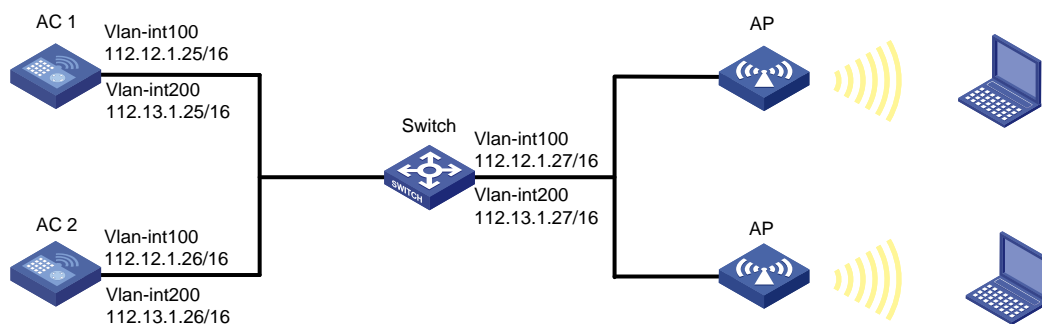 AC 1
Vlan-int100
112.12.1.25/16
Vlan-int200
112.13.1.25/16
AC 2
Vlan-int100
112.12.1.26/16
Vlan-int200
112.13.1.26/16
Switch
SWITCH
Vlan-int100
112.12.1.27/16
Vlan-int200
112.13.1.27/16
AP
AP